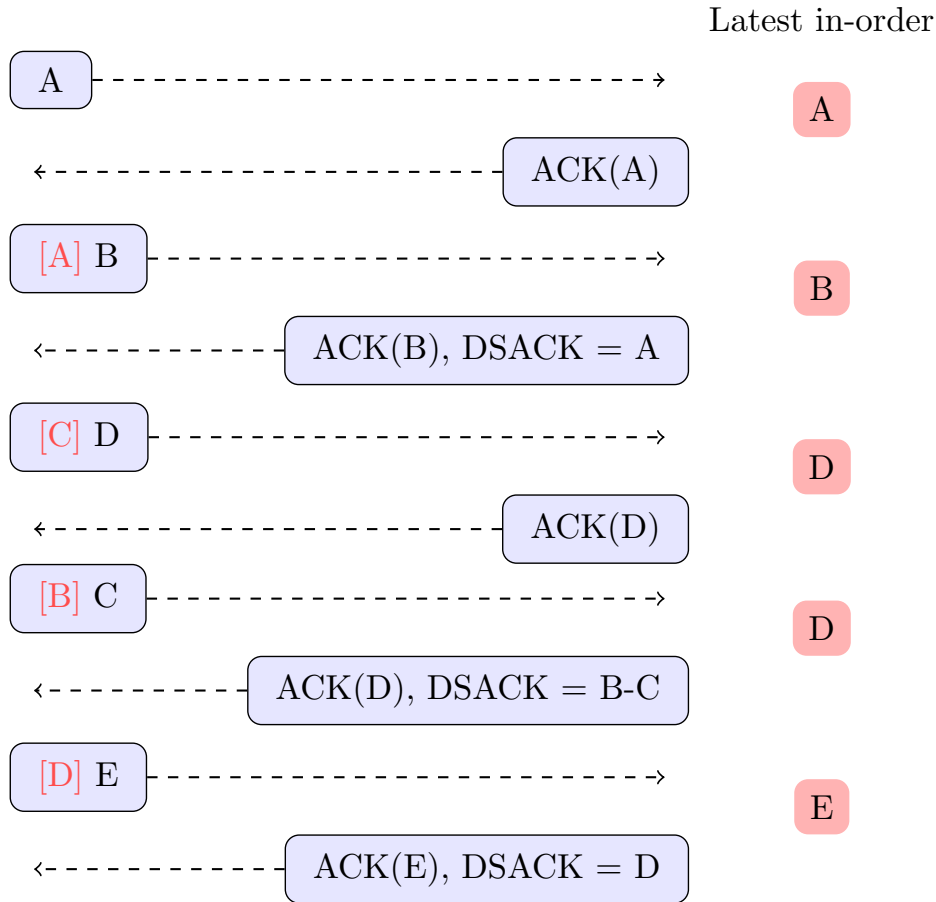 Latest in-order
A
A
ACK(A)
[A] B
B
ACK(B), DSACK = A
[C] D
D
ACK(D)
[B] C
D
ACK(D), DSACK = B-C
[D] E
E
ACK(E), DSACK = D